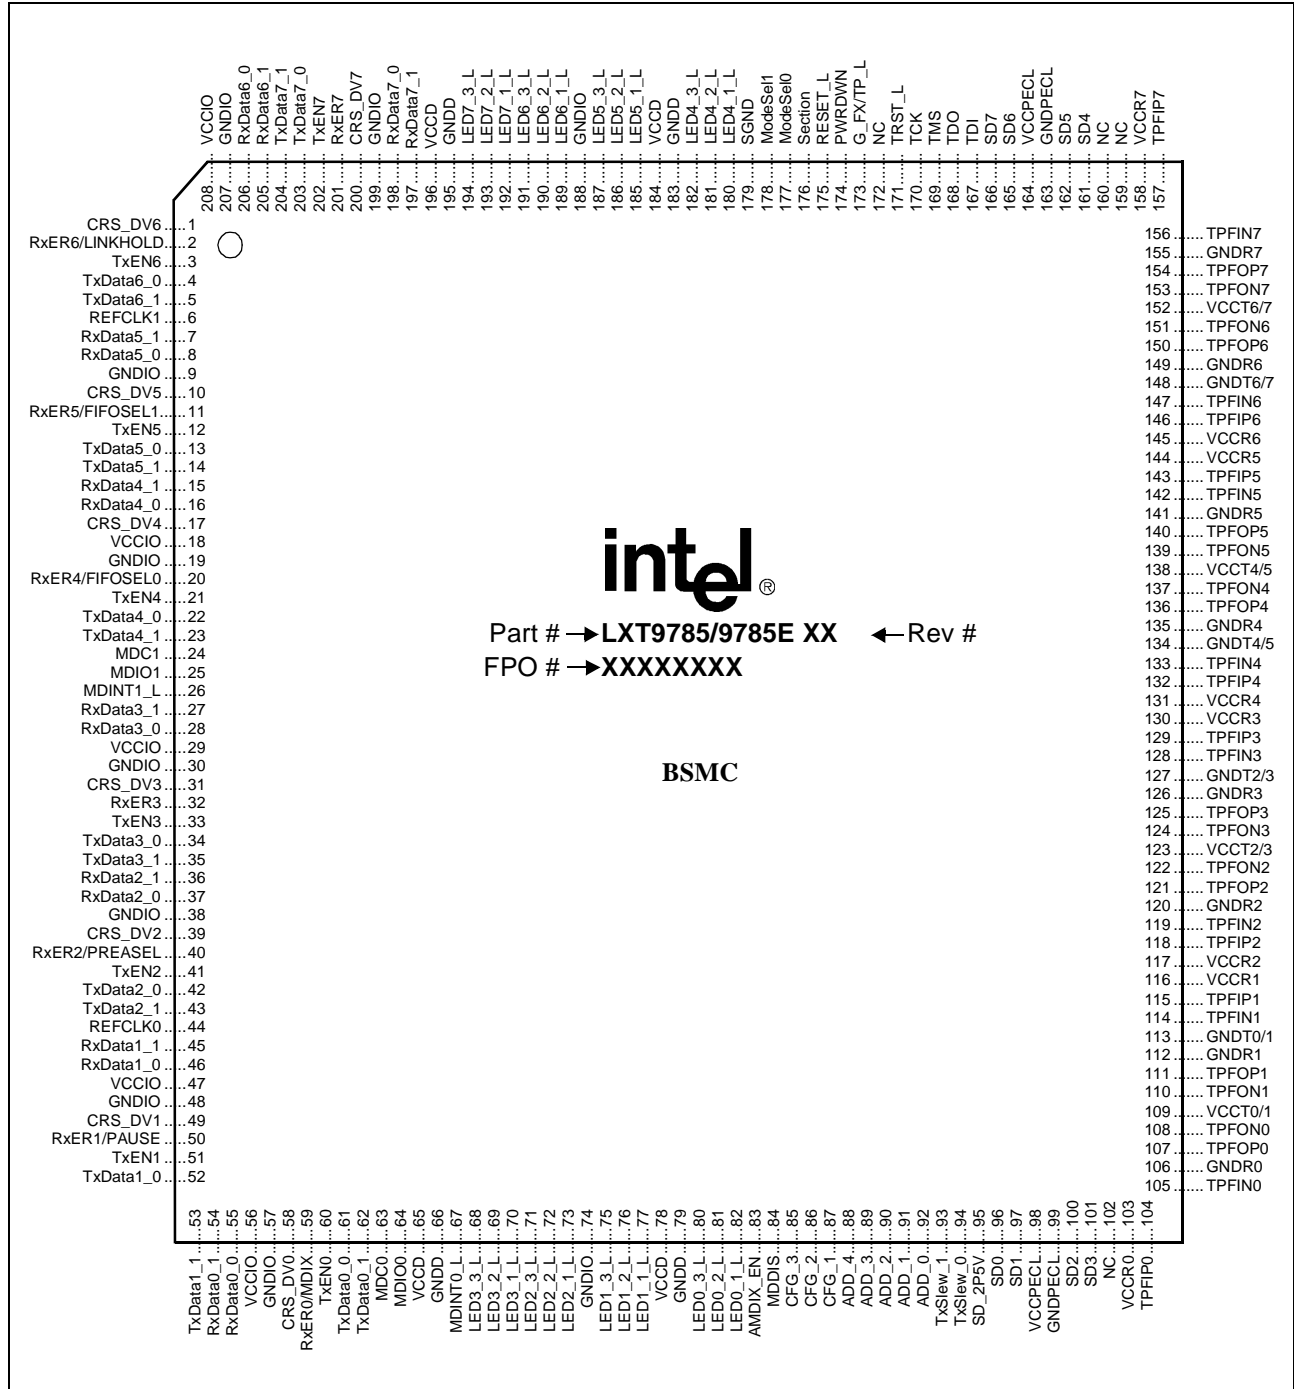 208 VCCIO
207 GNDIO
206 RxData6_0
205 RxData6_1
204 TxData7_1
203 TxData7_0
202 TxEN7
201 RxER7
200 CRS_DV7
199 GNDIO
198 RxData7_0
197 RxData7_1
196 VCCD
195 GNDD
194 LED7_3_L
193 LED7_2_L
192 LED7_1_L
191 LED6_3_L
190 LED6_2_L
189 LED6_1_L
188 GNDIO
187 LED5_3_L
186 LED5_2_L
185 LED5_1_L
184 VCCD
183 GNDD
182 LED4_3_L
181 LED4_2_L
180 LED4_1_L
179 SGND
178 ModeSel1
177 ModeSel0
176 Section
175 RESET_L
174 PWRDWN
173 G_FX/TP_L
172 NC
171 TRST_L
170 TCK
169 TMS
168 TDO
167 TDI
166 SD7
165 SD6
164 VCCPECL
163 GNDPECL
162 SD5
161 SD4
160 NC
159 NC
158 VCCR7
157 TPFIP7
CRS_DV6 1
RxER6/LINKHOLD 2
TxEN6 3
TxData6_0 4
TxData6_1 5
REFCLK1 6
RxData5_1 7
RxData5_0 8
GNDIO 9
CRS_DV5 10
RxER5/FIFOSEL1 11
TxEN5 12
TxData5_0 13
TxData5_1 14
RxData4_1 15
RxData4_0 16
CRS_DV4 17
VCCIO 18
GNDIO 19
RxER4/FIFOSEL0 20
TxEN4 21
TxData4_0 22
TxData4_1 23
MDC1 24
MDIO1 25
MDINT1_L 26
RxData3_1 27
RxData3_0 28
VCCIO 29
GNDIO 30
CRS_DV3 31
RxER3 32
TxEN3 33
TxData3_0 34
TxData3_1 35
RxData2_1 36
RxData2_0 37
GNDIO 38
CRS_DV2 39
RxER2/PREASEL 40
TxEN2 41
TxData2_0 42
TxData2_1 43
REFCLK0 44
RxData1_1 45
RxData1_0 46
VCCIO 47
GNDIO 48
CRS_DV1 49
RxER1/PAUSE 50
TxEN1 51
TxData1_0 52
intel ®
Part # LXT9785/9785E XX Rev #
FPO # XXXXXXXX
BSMC
156 TPFIN7
155 GNDR7
154 TPFOP7
153 TPFON7
152 VCCT6/7
151 TPFON6
150 TPFOP6
149 GNDR6
148 GNDT6/7
147 TPFIN6
146 TPFIP6
145 VCCR6
144 VCCR5
143 TPFIP5
142 TPFIN5
141 GNDR5
140 TPFOP5
139 TPFON5
138 VCCT4/5
137 TPFON4
136 TPFOP4
135 GNDR4
134 GNDT4/5
133 TPFIN4
132 TPFIP4
131 VCCR4
130 VCCR3
129 TPFIP3
128 TPFIN3
127 GNDT2/3
126 GNDR3
125 TPFOP3
124 TPFON3
123 VCCT2/3
122 TPFON2
121 TPFOP2
120 GNDR2
119 TPFIN2
118 TPFIP2
117 VCCR2
116 VCCR1
115 TPFIP1
114 TPFIN1
113 GNDT0/1
112 GNDR1
111 TPFOP1
110 TPFON1
109 VCCT0/1
108 TPFON0
107 TPFOP0
106 GNDR0
105 TPFIN0
TxData1_1 53
RxData0_1 54
RxData0_0 55
VCCIO 56
GNDIO 57
CRS_DV0 58
RxER0/MDIX 59
TxEN0 60
TxData0_0 61
TxData0_1 62
MDC0 63
MDIO0 64
VCCD 65
GNDD 66
MDINT0_L 67
LED3_3_L 68
LED3_2_L 69
LED3_1_L 70
LED2_3_L 71
LED2_2_L 72
LED2_1_L 73
GNDIO 74
LED1_3_L 75
LED1_2_L 76
LED1_1_L 77
VCCD 78
GNDD 79
LED0_3_L 80
LED0_2_L 81
LED0_1_L 82
AMDIX_EN 83
MDDIS 84
CFG_3 85
CFG_2 86
CFG_1 87
ADD_4 88
ADD_3 89
ADD_2 90
ADD_1 91
ADD_0 92
TxSlew_1 93
TxSlew_0 94
SD_2P5V 95
SD0 96
SD1 97
VCCPECL 98
GNDPECL 99
SD2 100
SD3 101
NC 102
VCCR0 103
TPFIP0 104